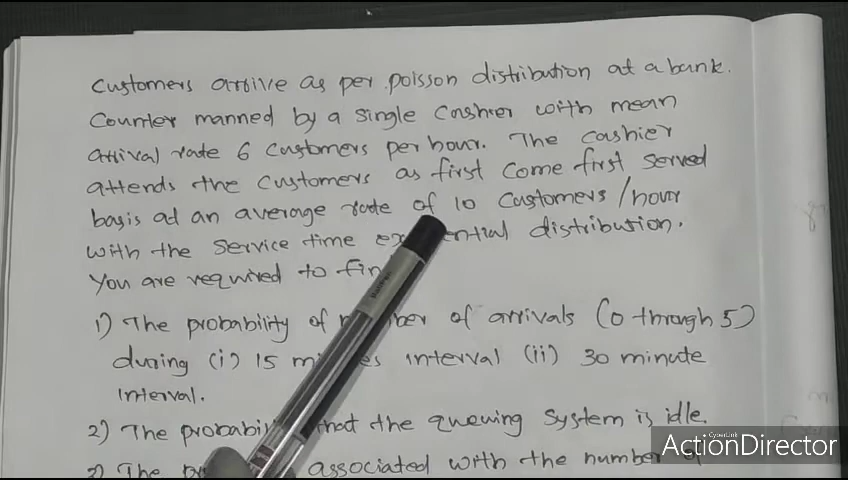 Customers arrive as per poisson distribution at a bank.
Counter manned by a single Cashier with mean
arrival rate 6 customers per hour. The cashier
attends the customers as first come first served
basis at an average rate of 10 Customers/hour
with the service time distribution.
You are required to
1) The probability of of arrivals (0 through 5)
during (i) 15 interval (ii) 30 minute
interval.
2) The that the queuing system is idle.
The associated with the number of
CyberLink
ActionDirector